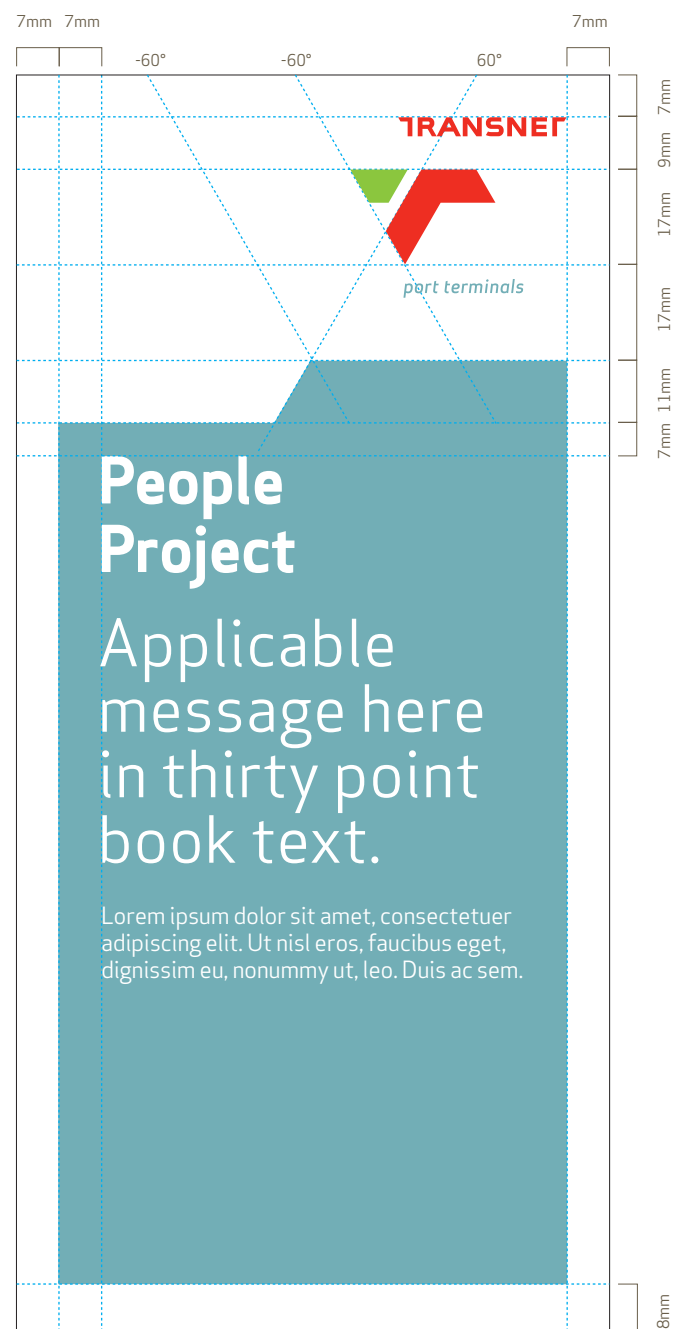 7mm 7mm 7mm
-60° -60° 60°
7mm
TRANSNET
9mm
17mm
port terminals
17mm
11mm
7mm
People
Project
Applicable
message here
in thirty point
book text.
Lorem ipsum dolor sit amet, consectetuer
adipiscing elit. Ut nisl eros, faucibus eget,
dignissim eu, nonummy ut, leo. Duis ac sem.
8mm